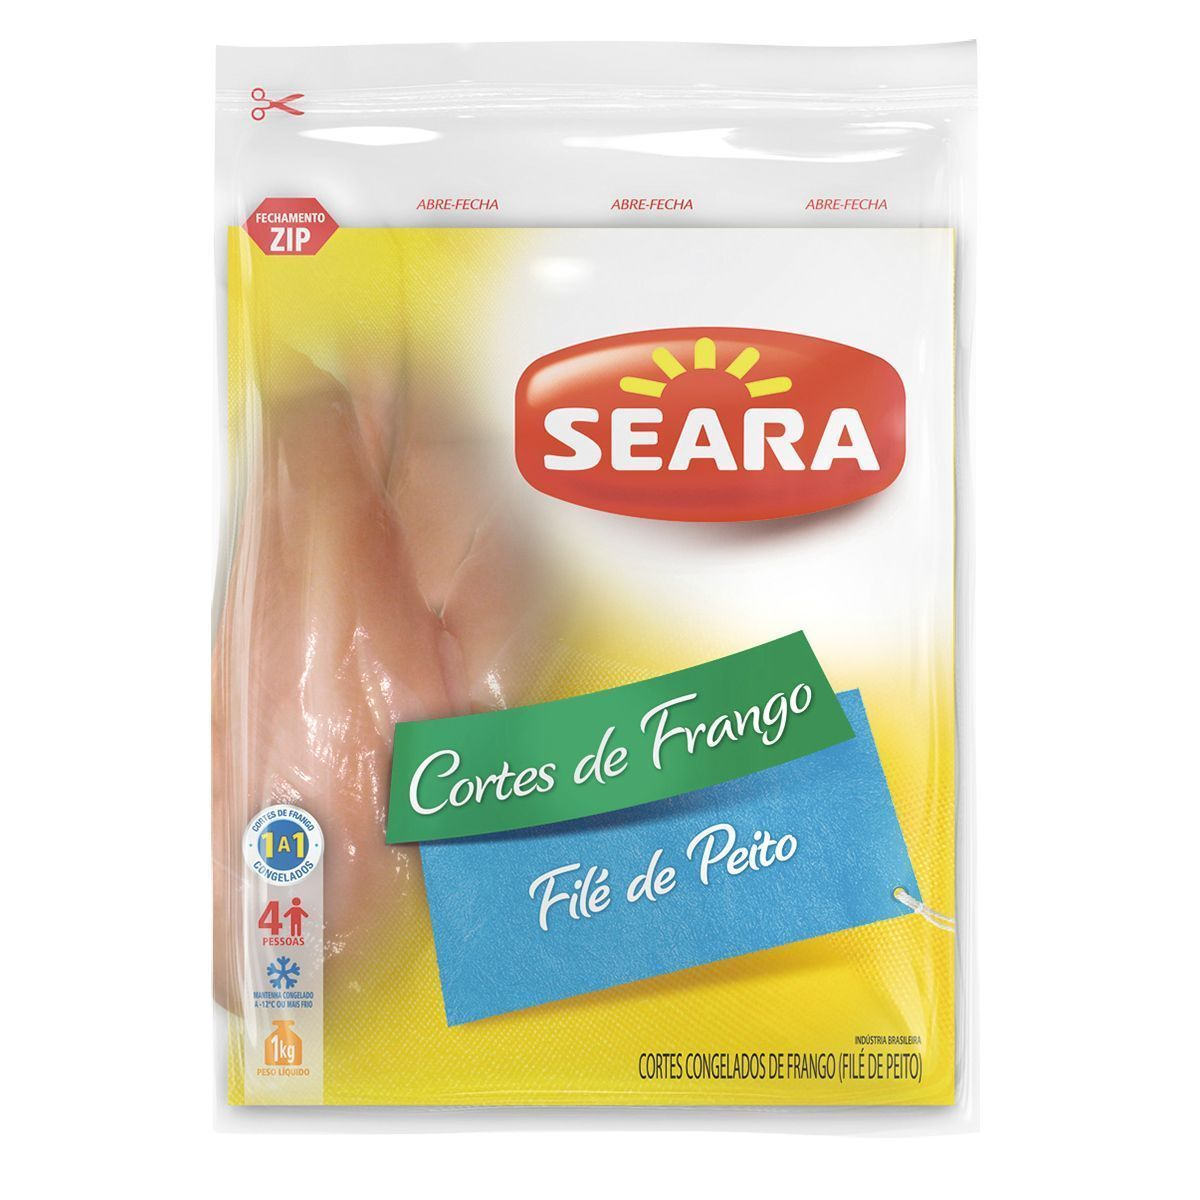 ABRE-FECHA ABRE-FECHA ABRE-FECHA
FECHAMENTO
ZIP
SEARA
Cortes de Frango
Filé de Peito
CORTES DE FRANGO
1A1
CONGELADOS
4
PESSOAS
MANTENHA CONGELADO
A -12°C OU MAIS FRIO
1kg
PESO LÍQUIDO
INDÚSTRIA BRASILEIRA
CORTES CONGELADOS DE FRANGO (FILÉ DE PEITO)